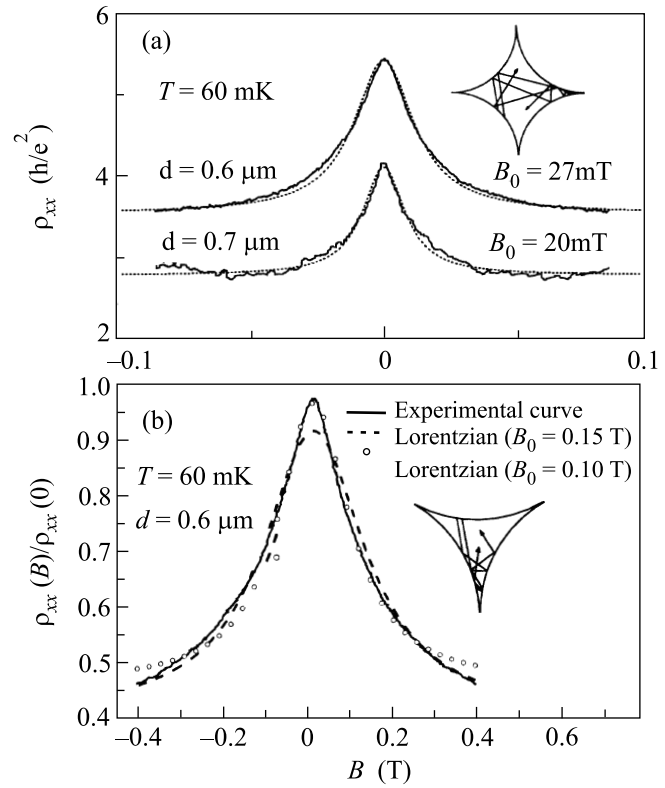 (a)
6
T = 60 mK
ρxx (h/e²)
d = 0.6 μm
B₀ = 27mT
4
d = 0.7 μm
B₀ = 20mT
2
–0.1 0 0.1
1.0
(b)
Experimental curve
Lorentzian (B₀ = 0.15 T)
Lorentzian (B₀ = 0.10 T)
0.9
T = 60 mK
0.8
d = 0.6 μm
ρxx(B)/ρxx(0)
0.7
0.6
0.5
0.4
–0.4 –0.2 0 0.2 0.4 0.6
B (T)